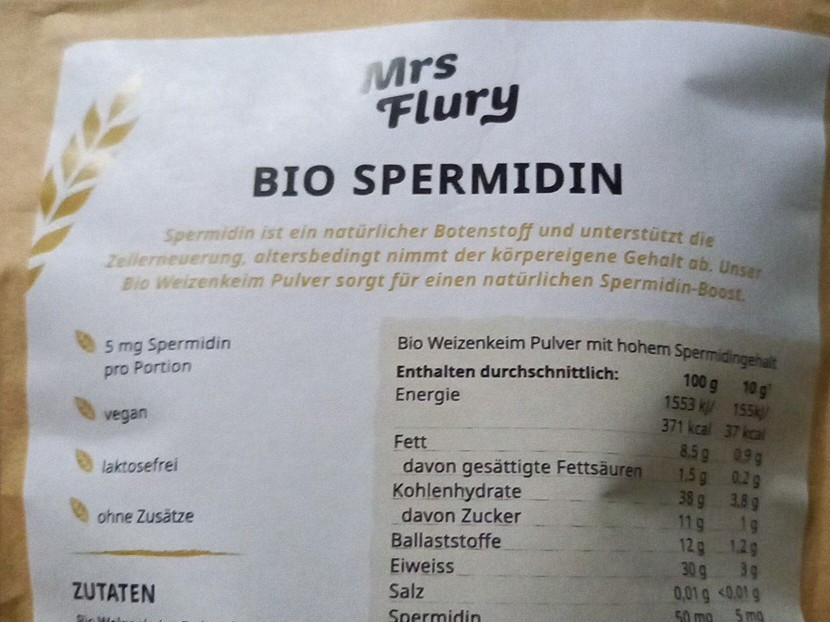 Mrs
Flury
BIO SPERMIDIN
Spermidin ist ein natürlicher Botenstoff und unterstützt die
Zellerneuerung, altersbedingt nimmt der körpereigene Gehalt ab. Unser
Bio Weizenkeim Pulver sorgt für einen natürlichen Spermidin-Boost.
5 mg Spermidin
pro Portion
vegan
laktosefrei
ohne Zusätze
ZUTATEN
Bio Weizenkeim Pulver mit hohem Spermidingehalt
Enthalten durchschnittlich: 100 g 10 g
Energie 1553 kJ/ 155kJ/
371 kcal 37 kcal
Fett 8,5 g 0.9 g
davon gesättigte Fettsäuren 1,5 g 0.2 g
Kohlenhydrate 38 g 3,8 g
davon Zucker 11 g 1 g
Ballaststoffe 12 g 1,2 g
Eiweiss 30 g 3 g
Salz 0,01 g <0.01 g
Spermidin 50 mg 5 mg